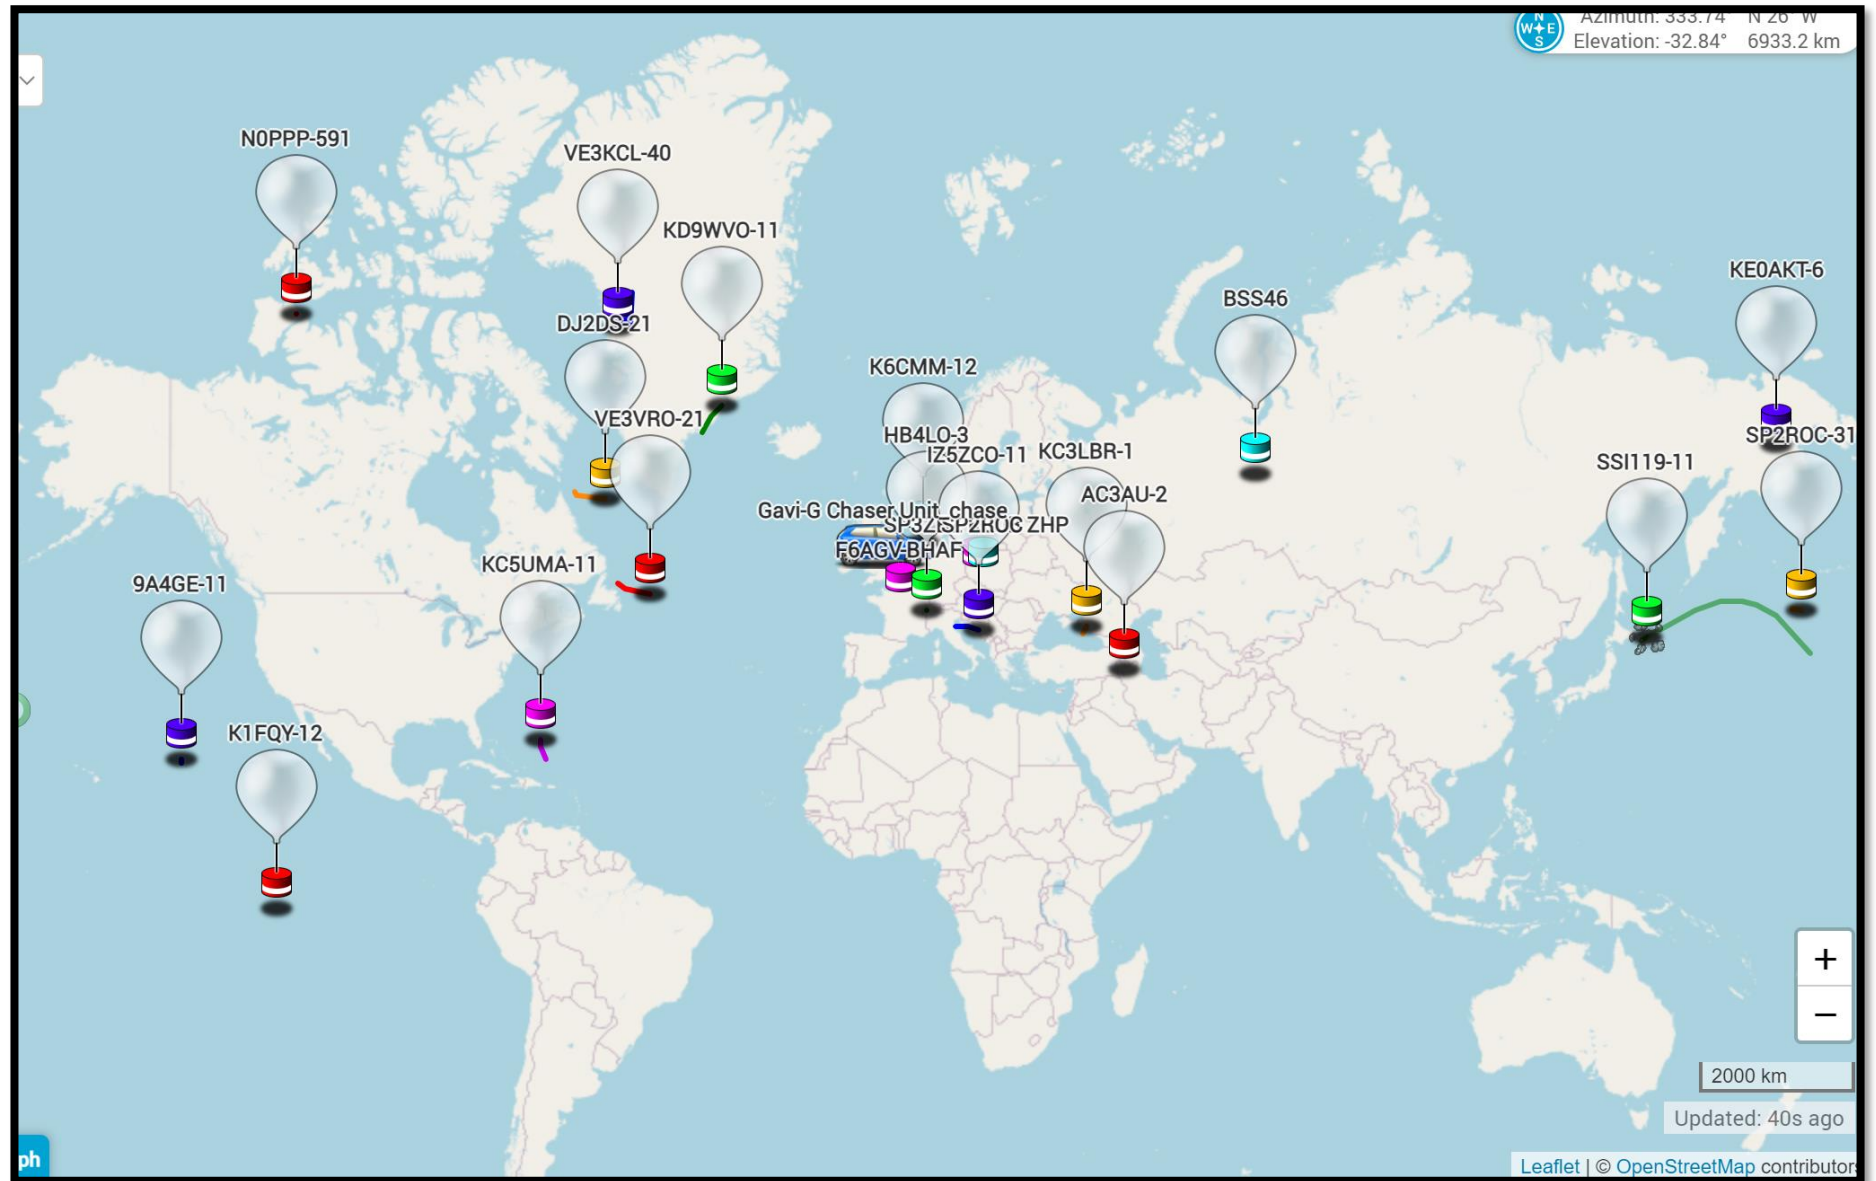 Azimuth: 333.74° N 26° W
Elevation: -32.84° 6933.2 km
N
W E
S
N0PPP-591
VE3KCL-40
KD9WVO-11
KE0AKT-6
BSS46
DJ2DS-21
K6CMM-12
VE3VRO-21
HB4LO-3
IZ5ZCO-11
KC3LBR-1
SP2ROC-31
SSI119-11
AC3AU-2
Gavi-G Chaser Unit_chase
SP2ROC
ZHP
F6AGV-BHAF
KC5UMA-11
9A4GE-11
K1FQY-12
+
−
2000 km
Updated: 40s ago
ph
Leaflet | © OpenStreetMap contributors